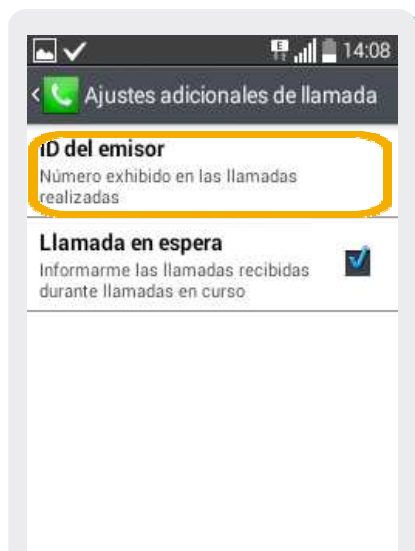 E 14:08
Ajustes adicionales de llamada
ID del emisor
Número exhibido en las llamadas
realizadas
Llamada en espera
Informarme las llamadas recibidas
durante llamadas en curso